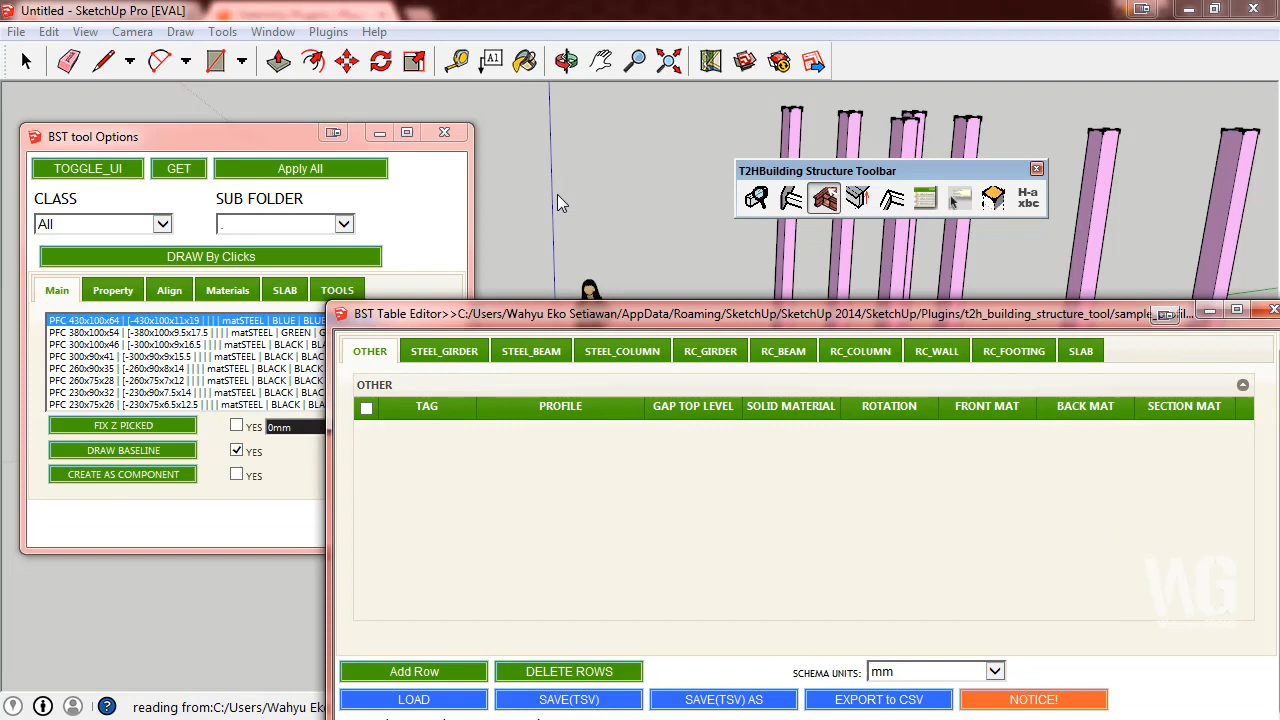 Untitled - SketchUp Pro [EVAL]
File Edit View Camera Draw Tools Window Plugins Help
A1
BST tool Options
TOGGLE_UI GET Apply All
CLASS SUB FOLDER
All .
DRAW By Clicks
Main Property Align Materials SLAB TOOLS
PFC 430x100x64 | [-430x100x11x19 | | | | matSTEEL | BLUE | BLUE
PFC 380x100x54 | [-380x100x9.5x17.5 | | | | matSTEEL | GREEN | G
PFC 300x100x46 | [-300x100x9x16.5 | | | | matSTEEL | BLACK | BLA
PFC 300x90x41 | [-300x90x9x15.5 | | | | matSTEEL | BLACK | BLACK
PFC 260x90x35 | [-260x90x8x14 | | | | matSTEEL | BLACK | BLACK
PFC 260x75x28 | [-260x75x7x12 | | | | matSTEEL | BLACK | BLACK
PFC 230x90x32 | [-230x90x7.5x14 | | | | matSTEEL | BLACK | BLACK
PFC 230x75x26 | [-230x75x6.5x12.5 | | | | matSTEEL | BLACK | BLA
FIX Z PICKED YES 0mm
DRAW BASELINE YES
CREATE AS COMPONENT YES
T2HBuilding Structure Toolbar
H-a
xbc
BST Table Editor>>C:/Users/Wahyu Eko Setiawan/AppData/Roaming/SketchUp/SketchUp 2014/SketchUp/Plugins/t2h_building_structure_tool/sample_
OTHER STEEL_GIRDER STEEL_BEAM STEEL_COLUMN RC_GIRDER RC_BEAM RC_COLUMN RC_WALL RC_FOOTING SLAB
OTHER
TAG PROFILE GAP TOP LEVEL SOLID MATERIAL ROTATION FRONT MAT BACK MAT SECTION MAT
WG
Add Row DELETE ROWS SCHEMA UNITS: mm
LOAD SAVE(TSV) SAVE(TSV) AS EXPORT to CSV NOTICE!
reading from:C:/Users/Wahyu Eko